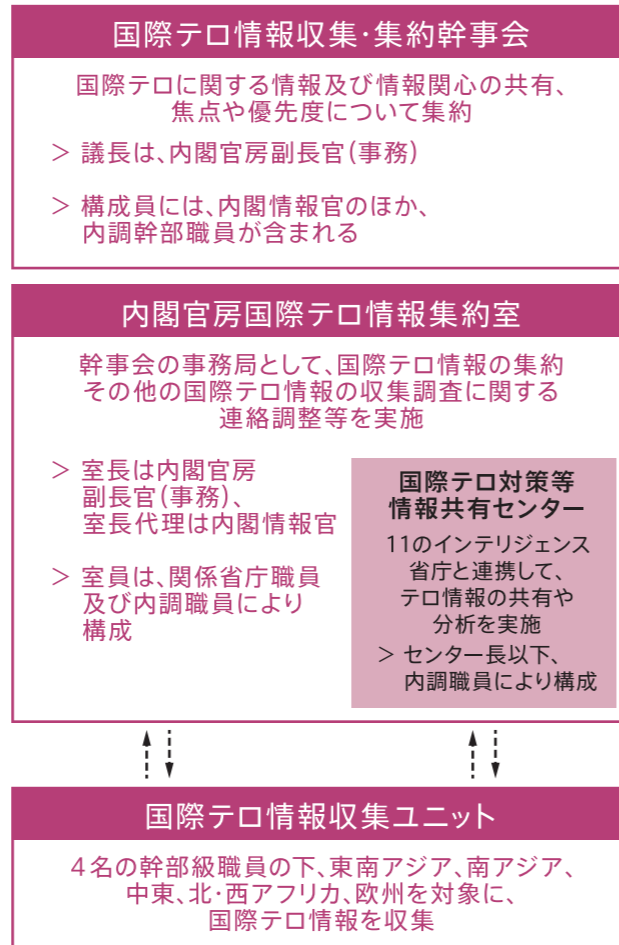 国際テロ情報収集・集約幹事会
国際テロに関する情報及び情報関心の共有、
焦点や優先度について集約
＞ 議長は、内閣官房副長官（事務）
＞ 構成員には、内閣情報官のほか、
内調幹部職員が含まれる
内閣官房国際テロ情報集約室
幹事会の事務局として、国際テロ情報の集約
その他の国際テロ情報の収集調査に関する
連絡調整等を実施
＞ 室長は内閣官房
副長官（事務）、
室長代理は内閣情報官
＞ 室員は、関係省庁職員
及び内調職員により
構成
国際テロ対策等
情報共有センター
11のインテリジェンス
省庁と連携して、
テロ情報の共有や
分析を実施
＞ センター長以下、
内調職員により構成
国際テロ情報収集ユニット
4名の幹部級職員の下、東南アジア、南アジア、
中東、北・西アフリカ、欧州を対象に、
国際テロ情報を収集